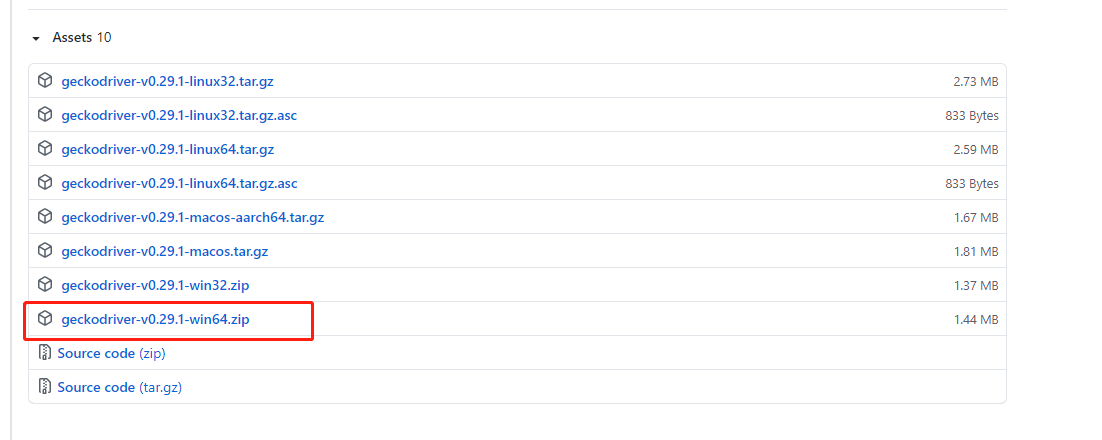 Assets 10
geckodriver-v0.29.1-linux32.tar.gz 2.73 MB
geckodriver-v0.29.1-linux32.tar.gz.asc 833 Bytes
geckodriver-v0.29.1-linux64.tar.gz 2.59 MB
geckodriver-v0.29.1-linux64.tar.gz.asc 833 Bytes
geckodriver-v0.29.1-macos-aarch64.tar.gz 1.67 MB
geckodriver-v0.29.1-macos.tar.gz 1.81 MB
geckodriver-v0.29.1-win32.zip 1.37 MB
geckodriver-v0.29.1-win64.zip 1.44 MB
Source code (zip)
Source code (tar.gz)